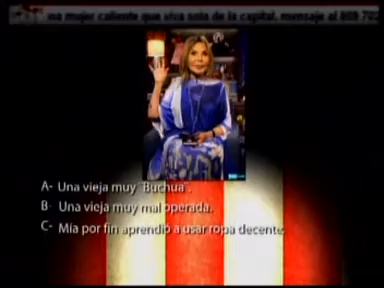 na mujer caliente que viva sola de la capital, mensaje al 809.702
A- Una vieja muy "Buchua".
B- Una vieja muy mal operada.
C- Mía por fin aprendio a usar ropa decente.